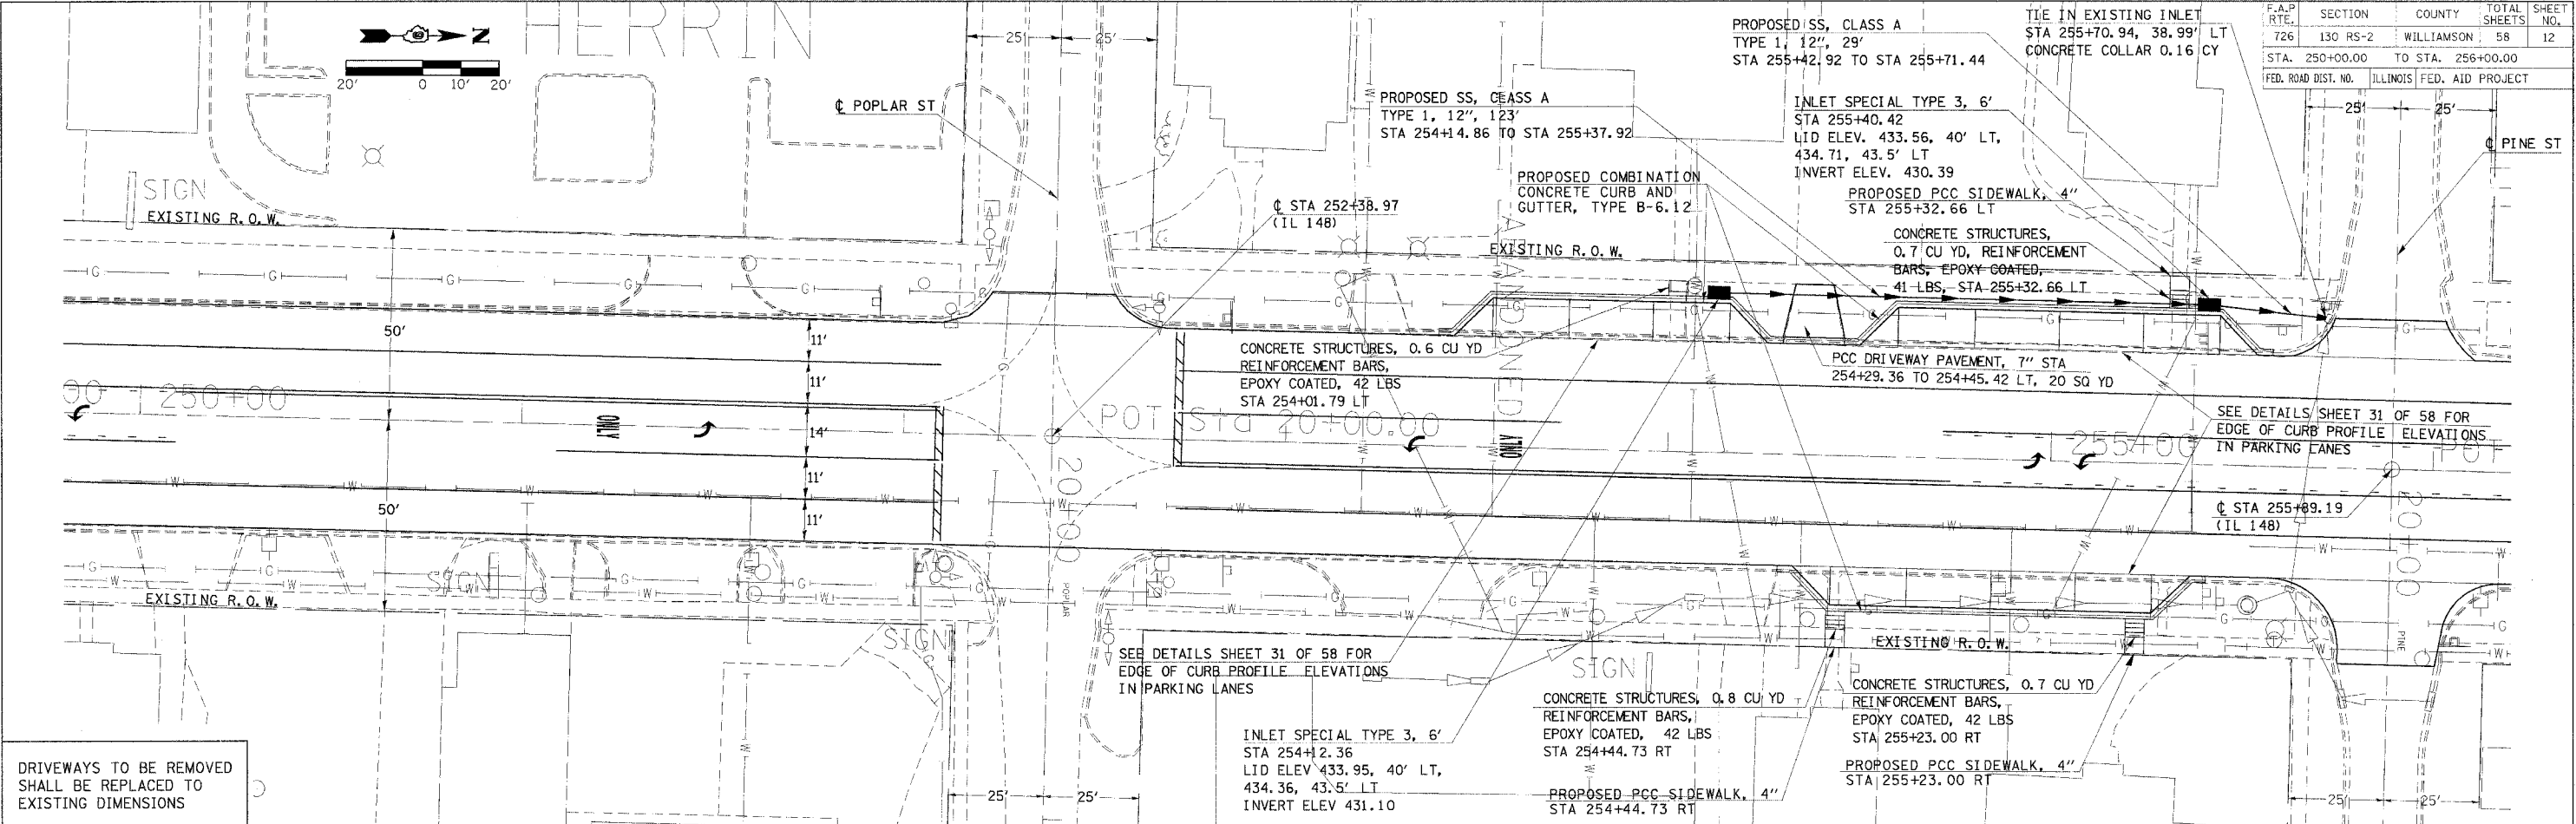 HERRIN
N
20' 0 10' 20'
25' 25'
℄ POPLAR ST
PROPOSED SS, CLASS A
TYPE 1, 12", 29'
STA 255+42.92 TO STA 255+71.44
TIE IN EXISTING INLET
STA 255+70.94, 38.99' LT
CONCRETE COLLAR 0.16 CY
F.A.P RTE. SECTION COUNTY TOTAL SHEETS SHEET NO.
726 130 RS-2 WILLIAMSON 58 12
STA. 250+00.00 TO STA. 256+00.00
FED. ROAD DIST. NO. ILLINOIS FED. AID PROJECT
25' 25'
℄ PINE ST
PROPOSED SS, CLASS A
TYPE 1, 12", 123'
STA 254+14.86 TO STA 255+37.92
INLET SPECIAL TYPE 3, 6'
STA 255+40.42
LID ELEV. 433.56, 40' LT,
434.71, 43.5' LT
INVERT ELEV. 430.39
PROPOSED COMBINATION
CONCRETE CURB AND
GUTTER, TYPE B-6.12
PROPOSED PCC SIDEWALK, 4"
STA 255+32.66 LT
CONCRETE STRUCTURES,
0.7 CU YD, REINFORCEMENT
BARS, EPOXY COATED,
41 LBS, STA 255+32.66 LT
SIGN
EXISTING R.O.W.
℄ STA 252+38.97
(IL 148)
EXISTING R.O.W.
ABANDONED
50'
11'
11'
14'
11'
11'
50'
CONCRETE STRUCTURES, 0.6 CU YD
REINFORCEMENT BARS,
EPOXY COATED, 42 LBS
STA 254+01.79 LT
PCC DRIVEWAY PAVEMENT, 7" STA
254+29.36 TO 254+45.42 LT, 20 SQ YD
00
250+00
ONLY
POT Sta 20+00.00
ONLY
255+00
POT
SEE DETAILS SHEET 31 OF 58 FOR
EDGE OF CURB PROFILE ELEVATIONS
IN PARKING LANES
20+00
POPLAR
℄ STA 255+89.19
(IL 148)
20+00
PINE
SIGN
EXISTING R.O.W.
SIGN
SEE DETAILS SHEET 31 OF 58 FOR
EDGE OF CURB PROFILE ELEVATIONS
IN PARKING LANES
EXISTING R.O.W.
SIGN
CONCRETE STRUCTURES, 0.8 CU YD
REINFORCEMENT BARS,
EPOXY COATED, 42 LBS
STA 254+44.73 RT
CONCRETE STRUCTURES, 0.7 CU YD
REINFORCEMENT BARS,
EPOXY COATED, 42 LBS
STA 255+23.00 RT
INLET SPECIAL TYPE 3, 6'
STA 254+12.36
LID ELEV 433.95, 40' LT,
434.36, 43.5' LT
INVERT ELEV 431.10
PROPOSED PCC SIDEWALK, 4"
STA 254+44.73 RT
PROPOSED PCC SIDEWALK, 4"
STA 255+23.00 RT
DRIVEWAYS TO BE REMOVED
SHALL BE REPLACED TO
EXISTING DIMENSIONS
25' 25'
25' 25'